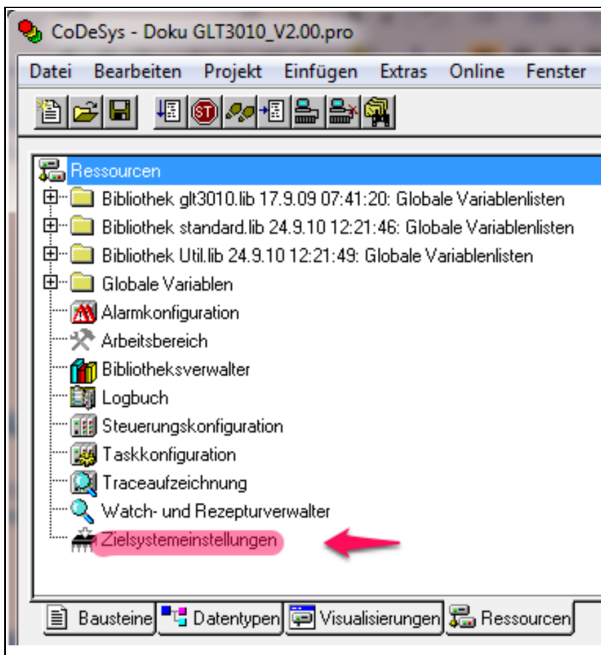 CoDeSys - Doku GLT3010_V2.00.pro
Datei Bearbeiten Projekt Einfügen Extras Online Fenster
ST
Ressourcen
Bibliothek glt3010.lib 17.9.09 07:41:20: Globale Variablenlisten
Bibliothek standard.lib 24.9.10 12:21:46: Globale Variablenlisten
Bibliothek Util.lib 24.9.10 12:21:49: Globale Variablenlisten
Globale Variablen
Alarmkonfiguration
Arbeitsbereich
Bibliotheksverwalter
Logbuch
Steuerungskonfiguration
Taskkonfiguration
Traceaufzeichnung
Watch- und Rezepturverwalter
Zielsystemeinstellungen
Bausteine Datentypen Visualisierungen Ressourcen